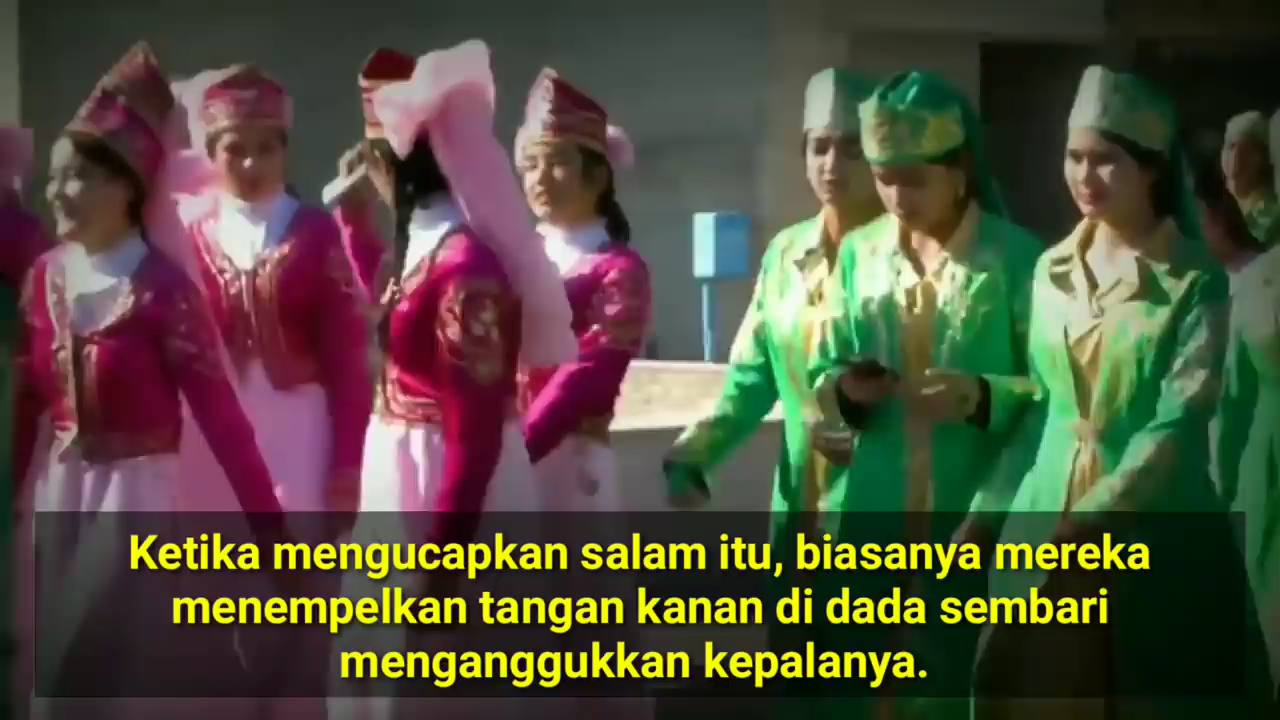 Ketika mengucapkan salam itu, biasanya mereka
menempelkan tangan kanan di dada sembari
menganggukkan kepalanya.